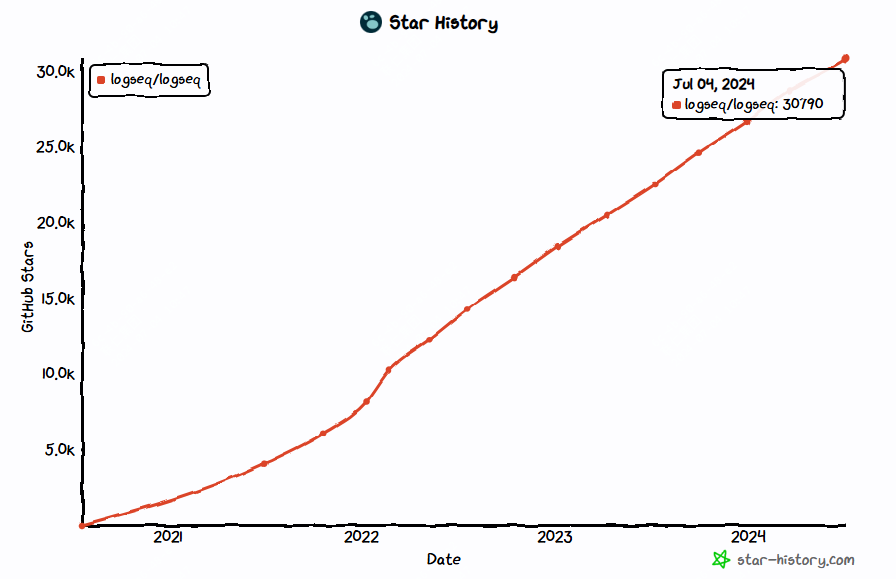 Star History
logseq/logseq
Jul 04, 2024
logseq/logseq: 30790
30.0k
25.0k
20.0k
15.0k
10.0k
5.0k
GitHub Stars
2021 2022 2023 2024
Date
star-history.com